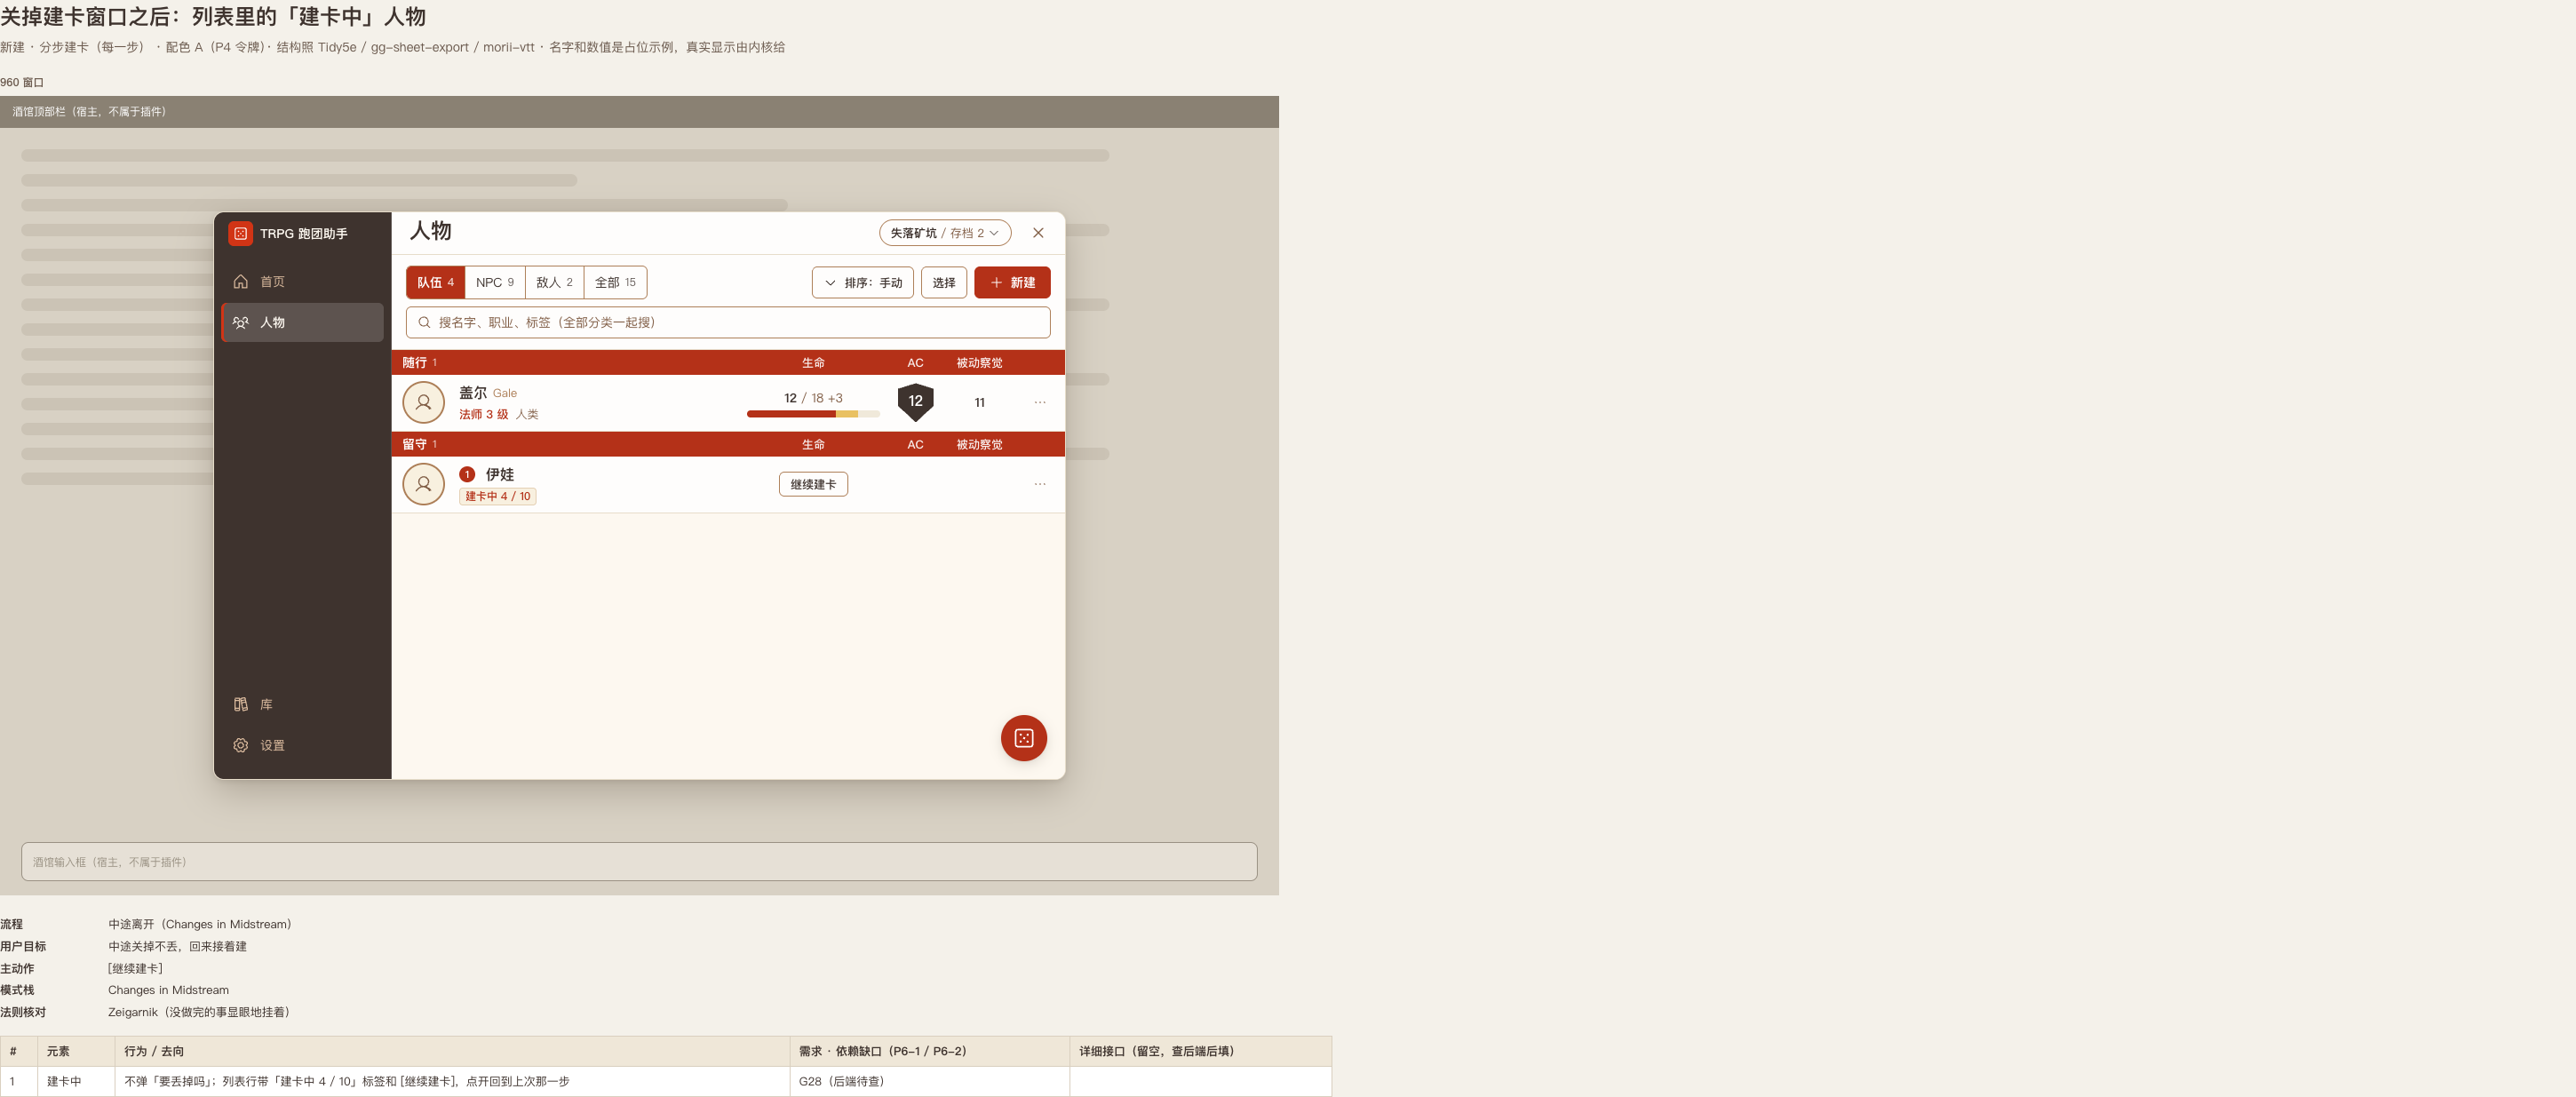 关掉建卡窗口之后：列表里的「建卡中」人物
新建 · 分步建卡（每一步） · 配色 A（P4 令牌）· 结构照 Tidy5e / gg-sheet-export / morii-vtt · 名字和数值是占位示例，真实显示由内核给
960 窗口
酒馆顶部栏（宿主，不属于插件）
TRPG 跑团助手
人物
失落矿坑 / 存档 2
首页
队伍 4 NPC 9 敌人 2 全部 15
排序：手动 选择 新建
人物
搜名字、职业、标签（全部分类一起搜）
随行 1 生命 AC 被动察觉
盖尔 Gale
12 / 18 +3 12 11 ···
法师 3 级 人类
留守 1 生命 AC 被动察觉
1 伊娃
继续建卡 ···
建卡中 4 / 10
库
设置
酒馆输入框（宿主，不属于插件）
流程 中途离开（Changes in Midstream）
用户目标 中途关掉不丢，回来接着建
主动作 [继续建卡]
模式栈 Changes in Midstream
法则核对 Zeigarnik（没做完的事显眼地挂着）
# 元素 行为 / 去向 需求 · 依赖缺口（P6-1 / P6-2） 详细接口（留空，查后端后填）
1 建卡中 不弹「要丢掉吗」；列表行带「建卡中 4 / 10」标签和 [继续建卡]，点开回到上次那一步 G28（后端待查）